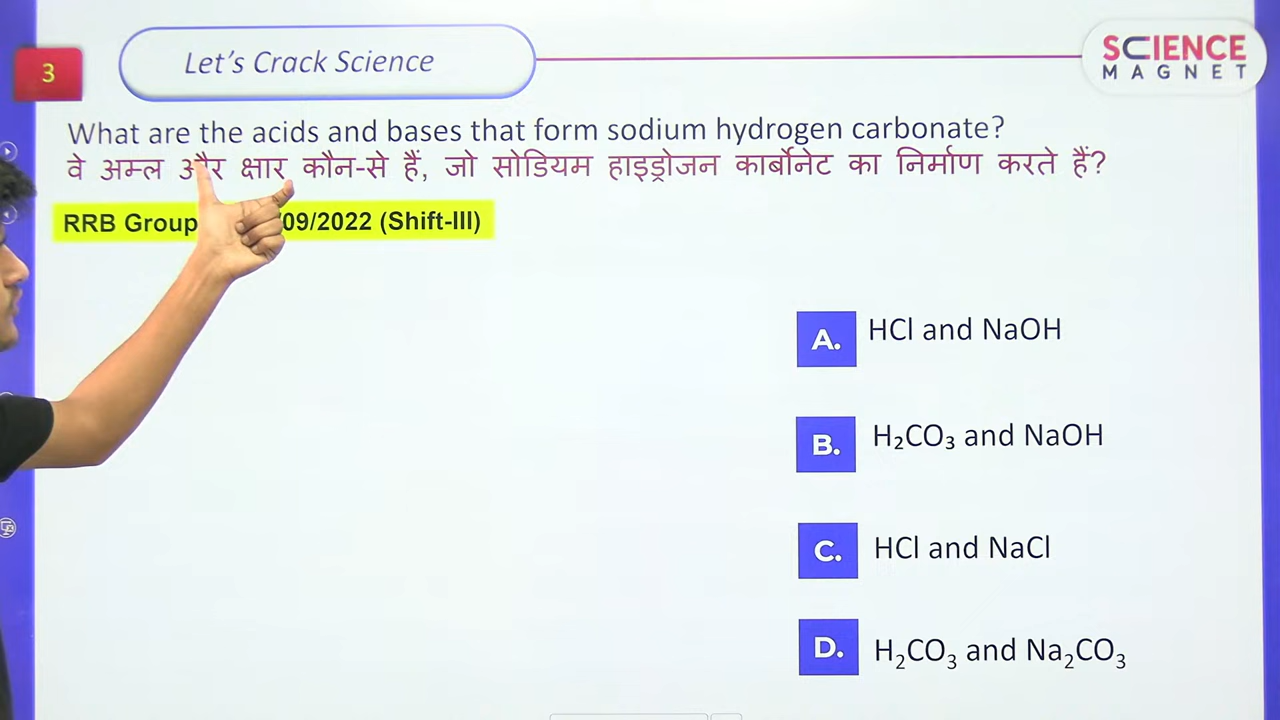 3
Let's Crack Science
SCIENCE
MAGNET
What are the acids and bases that form sodium hydrogen carbonate?
वे अम्ल और क्षार कौन-से हैं, जो सोडियम हाइड्रोजन कार्बोनेट का निर्माण करते हैं?
RRB Group 09/2022 (Shift-III)
A. HCl and NaOH
B. H₂CO₃ and NaOH
C. HCl and NaCl
D. H₂CO₃ and Na₂CO₃